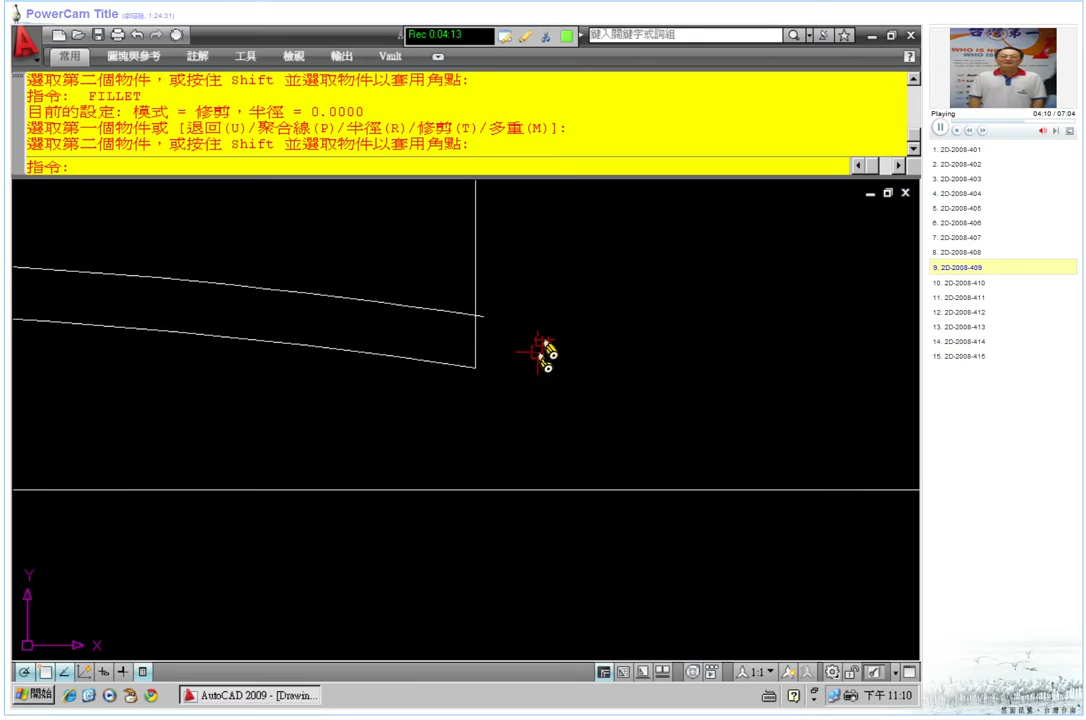 PowerCam Title
1:24:31)
Rec 0:04:13
鍵入關鍵字或詞組
常用 圖塊與參考 註解 工具 檢視 輸出 Vault
選取第二個物件，或按住 Shift 並選取物件以套用角點:
指令: FILLET
目前的設定: 模式 = 修剪，半徑 = 0.0000
選取第一個物件或 [退回(U)/聚合線(P)/半徑(R)/修剪(T)/多重(M)]:
選取第二個物件，或按住 Shift 並選取物件以套用角點:
指令:
Y
X
1:1
開始
AutoCAD 2009 - [Drawin...
下午 11:10
WHO IS N
Playing 04:10 / 07:04
1. 2D-2008-401
2. 2D-2008-402
3. 2D-2008-403
4. 2D-2008-404
5. 2D-2008-405
6. 2D-2008-406
7. 2D-2008-407
8. 2D-2008-408
9. 2D-2008-409
10. 2D-2008-410
11. 2D-2008-411
12. 2D-2008-412
13. 2D-2008-413
14. 2D-2008-414
15. 2D-2008-415